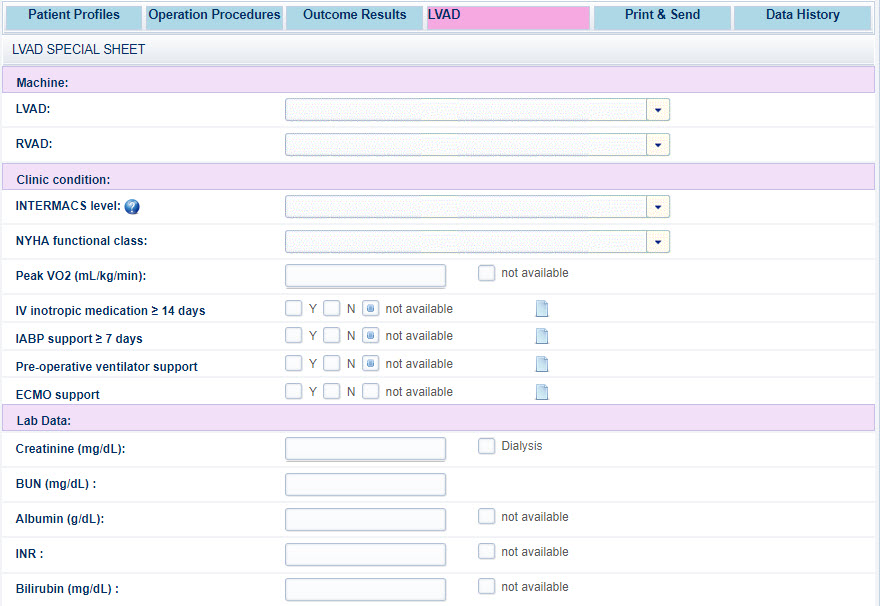 Patient Profiles Operation Procedures Outcome Results LVAD Print & Send Data History
LVAD SPECIAL SHEET
Machine:
LVAD:
RVAD:
Clinic condition:
INTERMACS level: ?
NYHA functional class:
Peak VO2 (mL/kg/min): not available
IV inotropic medication ≥ 14 days Y N not available
IABP support ≥ 7 days Y N not available
Pre-operative ventilator support Y N not available
ECMO support Y N not available
Lab Data:
Creatinine (mg/dL): Dialysis
BUN (mg/dL) :
Albumin (g/dL): not available
INR : not available
Bilirubin (mg/dL) : not available